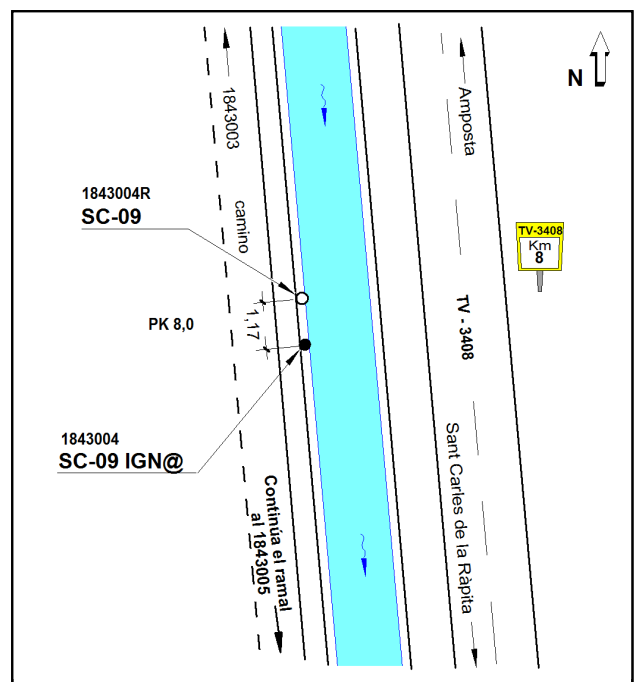 N
1843003
Amposta
1843004R
SC-09
camino
TV-3408
Km
8
PK 8,0
1,17
TV - 3408
1843004
SC-09 IGN@
Sant Carles de la Ràpita
Continúa el ramal
al 1843005